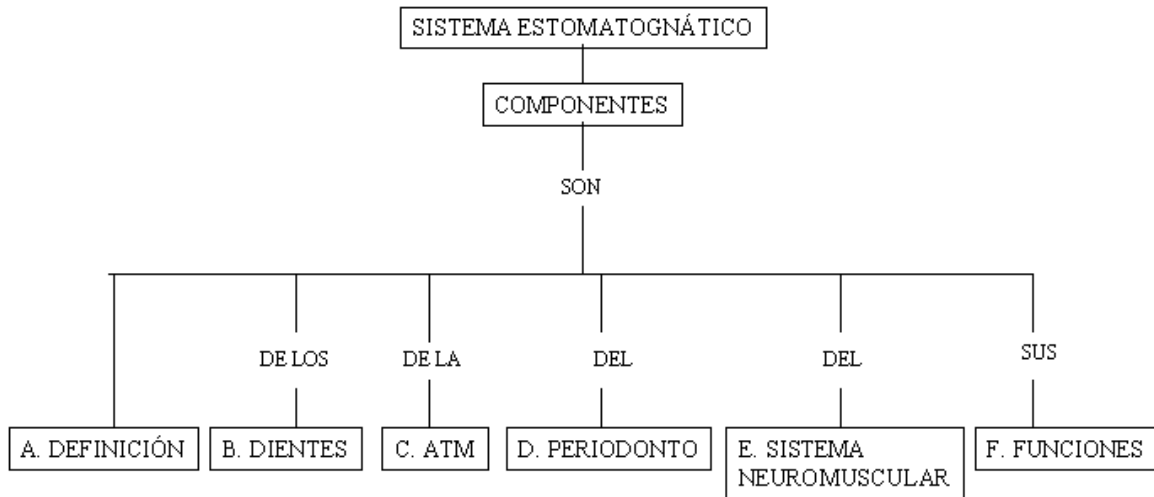 SISTEMA ESTOMATOGNÁTICO
COMPONENTES
SON
DE LOS
DE LA
DEL
DEL
SUS
A. DEFINICIÓN
B. DIENTES
C. ATM
D. PERIODONTO
E. SISTEMA
NEUROMUSCULAR
F. FUNCIONES